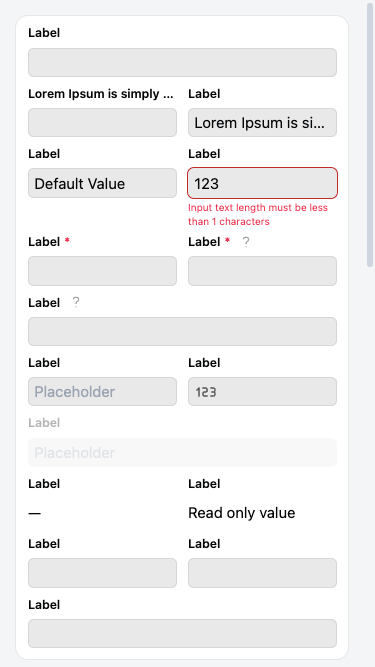 Label
Lorem Ipsum is simply ... Label
Lorem Ipsum is si...
Label Label
Default Value 123
Input text length must be less
than 1 characters
Label * Label * ?
Label ?
Label Label
Placeholder 123
Label
Placeholder
Label Label
— Read only value
Label Label
Label